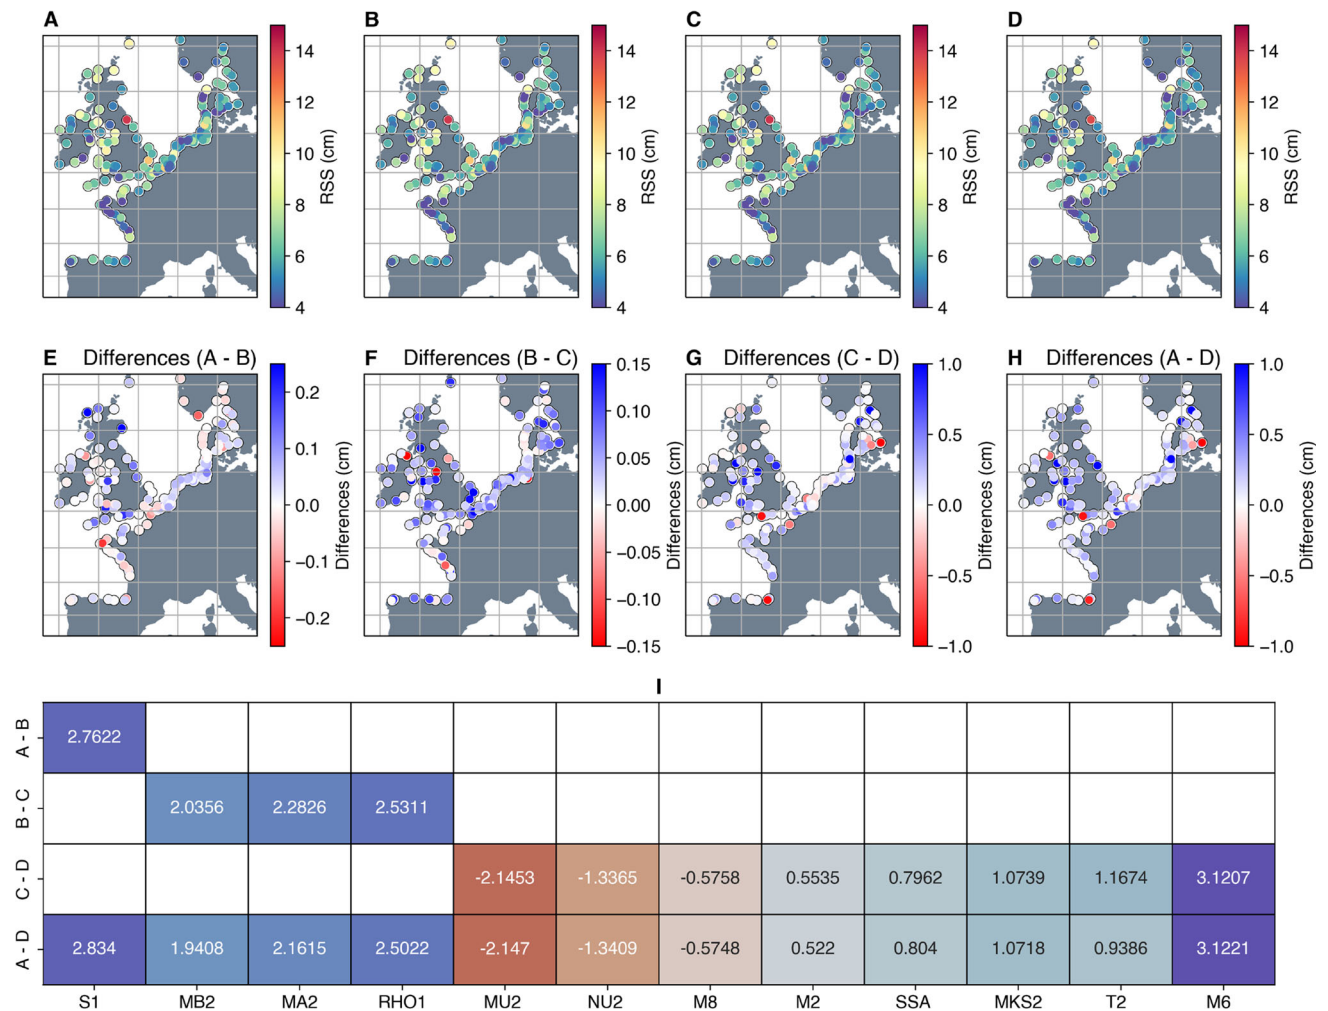 A B C D
14 14 14 14
12 12 12 12
10 10 10 10
8 8 8 8
6 6 6 6
4 4 4 4
RSS (cm) RSS (cm) RSS (cm) RSS (cm)
E Differences (A - B) F Differences (B - C) G Differences (C - D) H Differences (A - D)
0.2 0.1 0.0 −0.1 −0.2
Differences (cm)
0.15 0.10 0.05 0.00 −0.05 −0.10 −0.15
Differences (cm)
1.0 0.5 0.0 −0.5 −1.0
Differences (cm)
1.0 0.5 0.0 −0.5 −1.0
Differences (cm)
I
A - B 2.7622
B - C 2.0356 2.2826 2.5311
C - D -2.1453 -1.3365 -0.5758 0.5535 0.7962 1.0739 1.1674 3.1207
A - D 2.834 1.9408 2.1615 2.5022 -2.147 -1.3409 -0.5748 0.522 0.804 1.0718 0.9386 3.1221
S1 MB2 MA2 RHO1 MU2 NU2 M8 M2 SSA MKS2 T2 M6